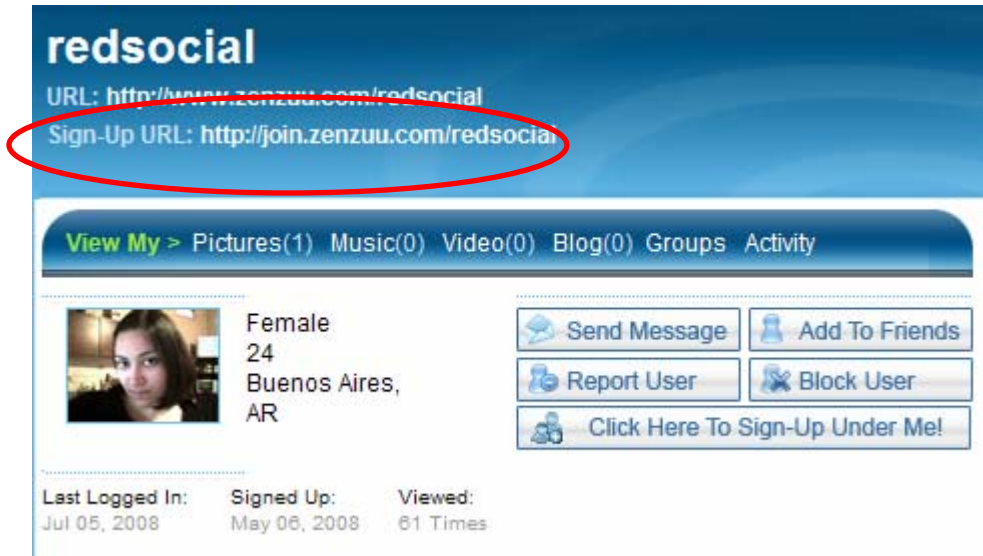 redsocial
URL: http://www.zenzuu.com/redsocial
Sign-Up URL: http://join.zenzuu.com/redsocial
View My > Pictures(1) Music(0) Video(0) Blog(0) Groups Activity
Female
24
Buenos Aires,
AR
Send Message Add To Friends
Report User Block User
Click Here To Sign-Up Under Me!
Last Logged In: Signed Up: Viewed:
Jul 05, 2008 May 06, 2008 61 Times